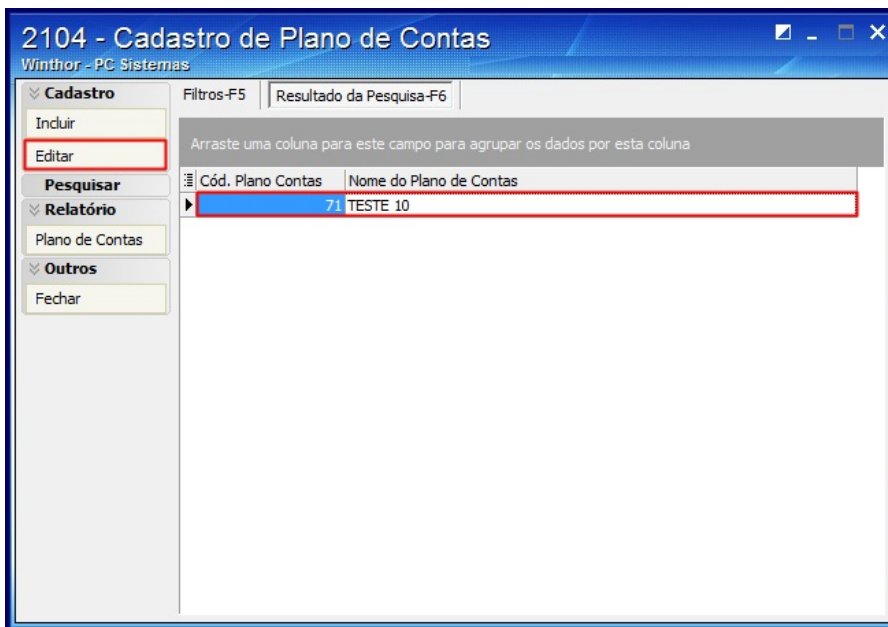 2104 - Cadastro de Plano de Contas
Winthor - PC Sistemas
Cadastro
Incluir
Editar
Pesquisar
Relatório
Plano de Contas
Outros
Fechar
Filtros-F5 Resultado da Pesquisa-F6
Arraste uma coluna para este campo para agrupar os dados por esta coluna
Cód. Plano Contas Nome do Plano de Contas
71 TESTE 10